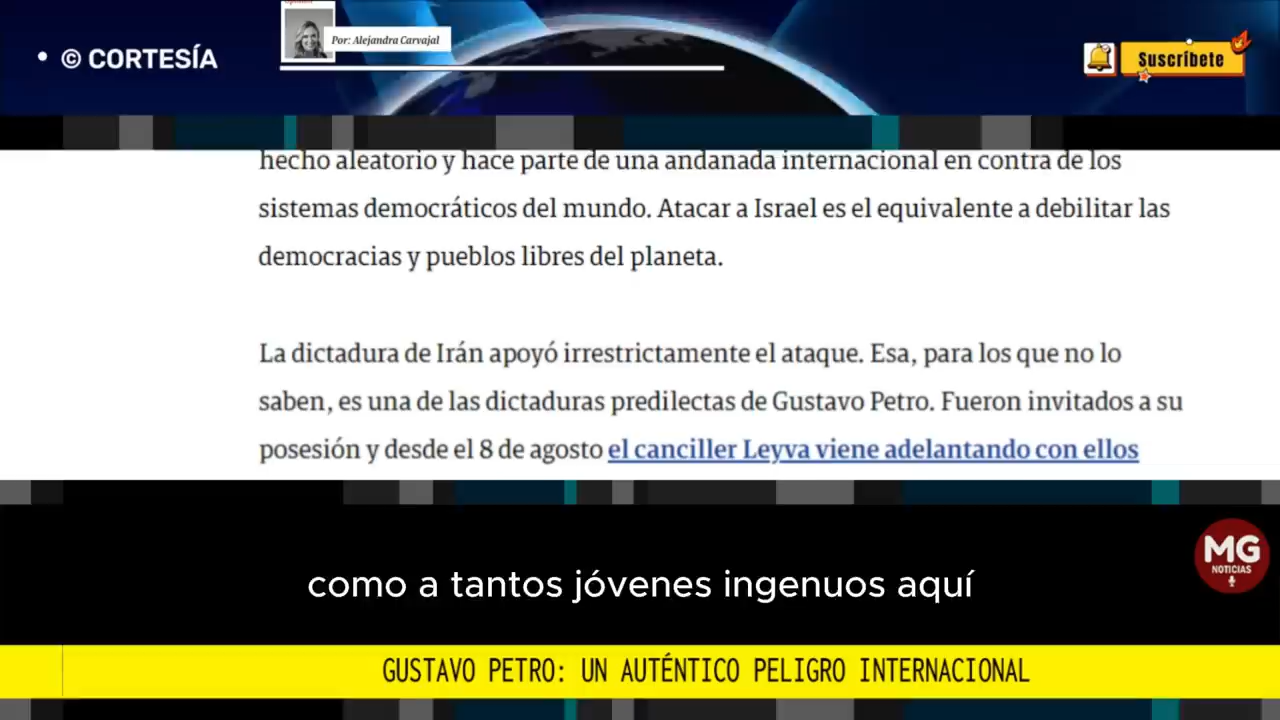 Opinión
Por: Alejandra Carvajal
• © CORTESÍA
Suscríbete
hecho aleatorio y hace parte de una andanada internacional en contra de los
sistemas democráticos del mundo. Atacar a Israel es el equivalente a debilitar las
democracias y pueblos libres del planeta.
La dictadura de Irán apoyó irrestrictamente el ataque. Esa, para los que no lo
saben, es una de las dictaduras predilectas de Gustavo Petro. Fueron invitados a su
posesión y desde el 8 de agosto el canciller Leyva viene adelantando con ellos
MG
NOTICIAS
como a tantos jóvenes ingenuos aquí
GUSTAVO PETRO: UN AUTÉNTICO PELIGRO INTERNACIONAL